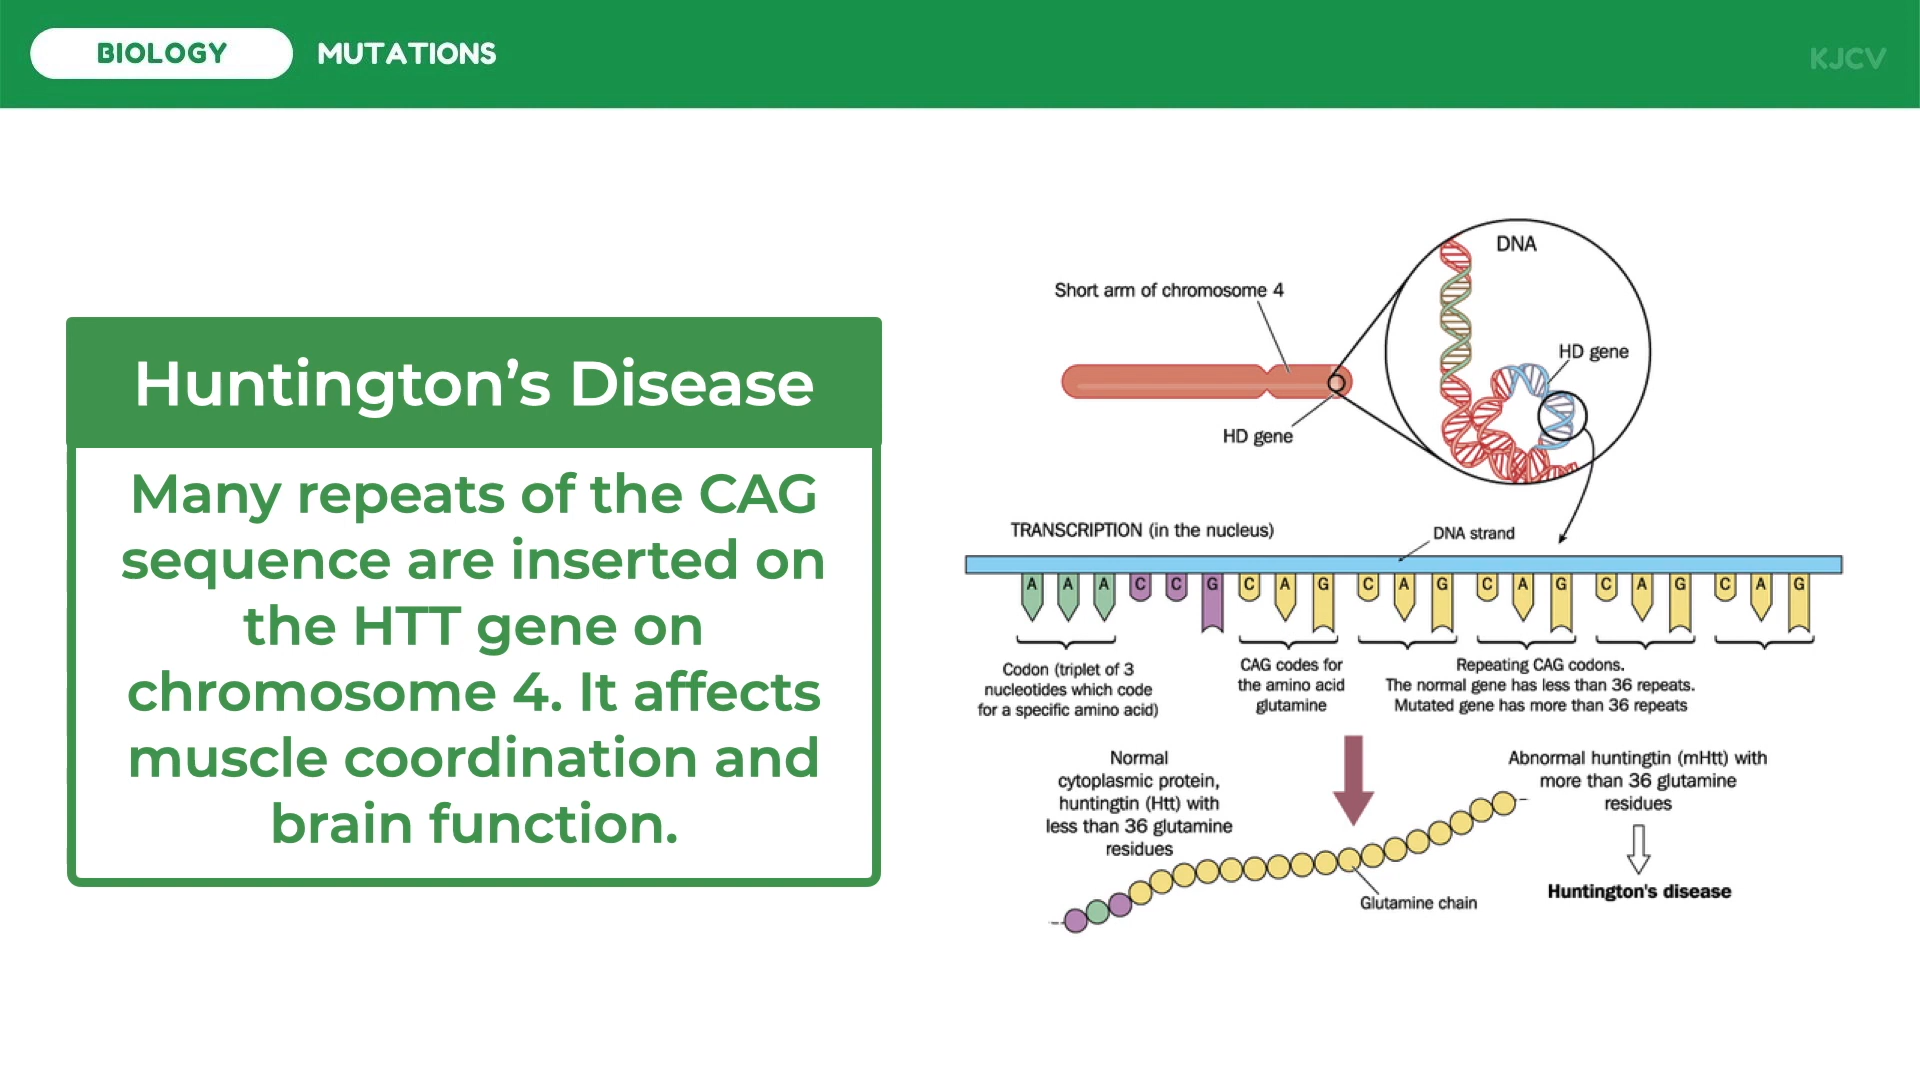 BIOLOGY
MUTATIONS
KJCV
Huntington’s Disease
Many repeats of the CAG
sequence are inserted on
the HTT gene on
chromosome 4. It affects
muscle coordination and
brain function.
DNA
Short arm of chromosome 4
HD gene
HD gene
TRANSCRIPTION (in the nucleus)
DNA strand
A A A C C G C A G C A G C A G C A G C A G
Codon (triplet of 3
nucleotides which code
for a specific amino acid)
CAG codes for
the amino acid
glutamine
Repeating CAG codons.
The normal gene has less than 36 repeats.
Mutated gene has more than 36 repeats
Normal
cytoplasmic protein,
huntingtin (Htt) with
less than 36 glutamine
residues
Abnormal huntingtin (mHtt) with
more than 36 glutamine
residues
Huntington's disease
Glutamine chain